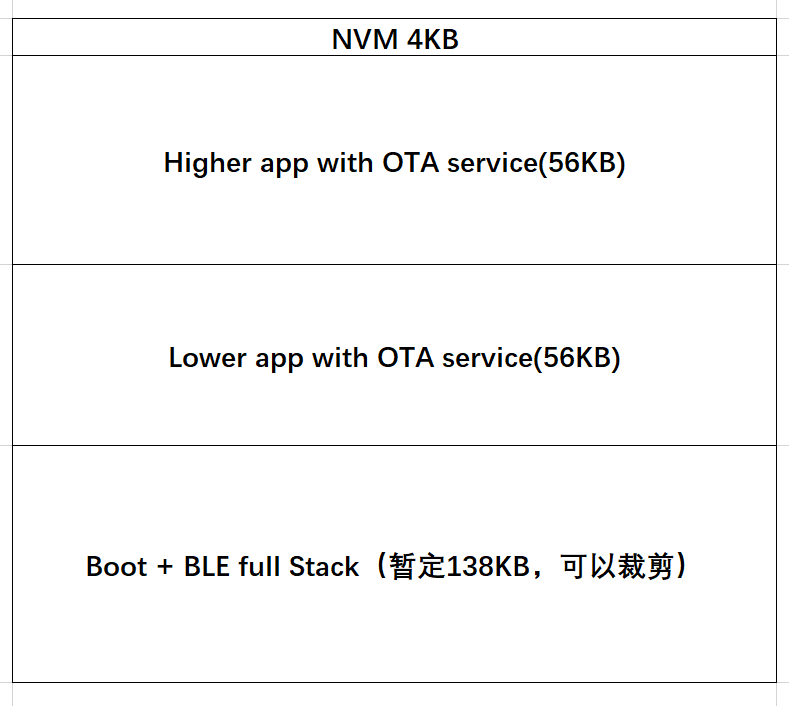 NVM 4KB
Higher app with OTA service(56KB)
Lower app with OTA service(56KB)
Boot + BLE full Stack（暂定138KB，可以裁剪）